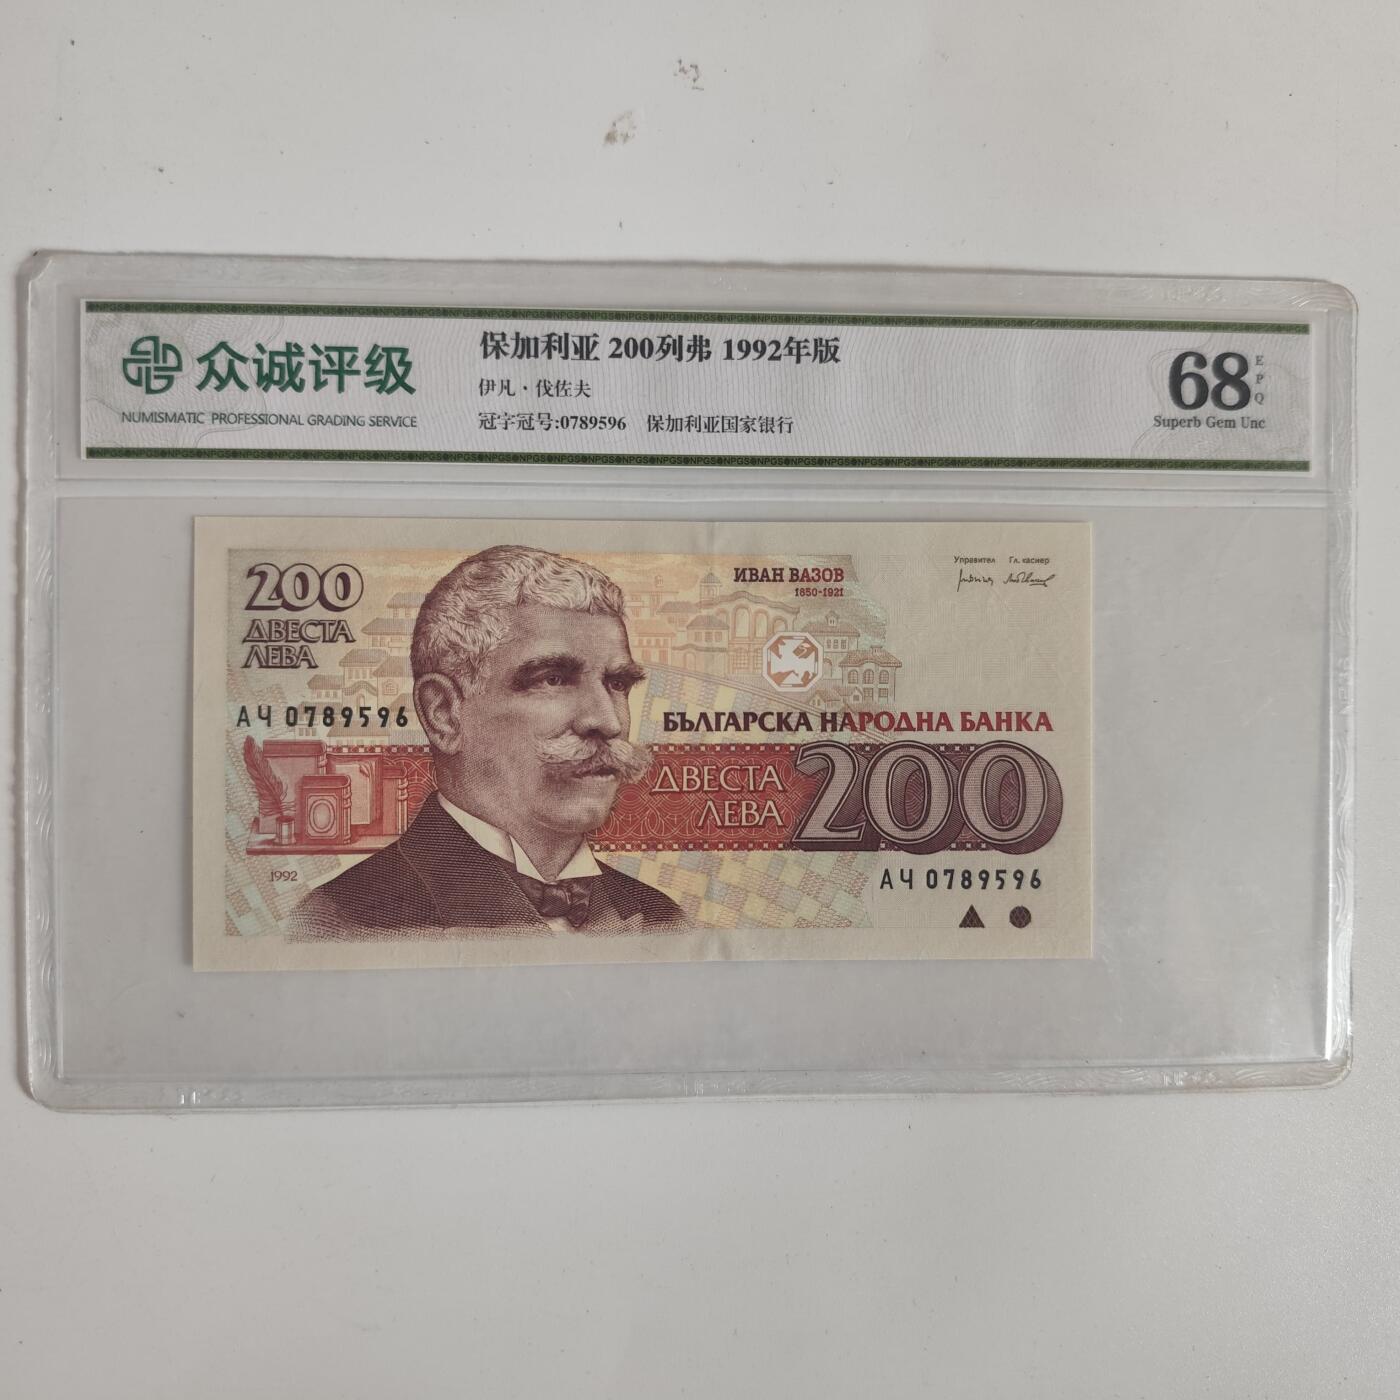 众诚评级
NUMISMATIC PROFESSIONAL GRADING SERVICE
保加利亚 200列弗 1992年版
伊凡·伐佐夫
冠字冠号:0789596 保加利亚国家银行
68
EPQ
Superb Gem Unc
200
ДВЕСТА
ЛЕВА
ИВАН ВАЗОВ
1850-1921
Управител Гл. касиер
АЧ 0789596
БЪЛГАРСКА НАРОДНА БАНКА
ДВЕСТА
ЛЕВА
200
1992
АЧ 0789596